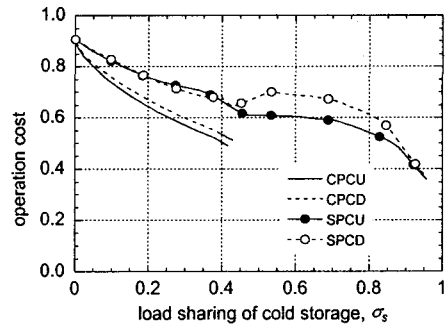 1.0
0.8
0.6
0.4
0.2
0.0
operation cost
CPCU
CPCD
SPCU
SPCD
0 0.2 0.4 0.6 0.8 1
load sharing of cold storage, σs